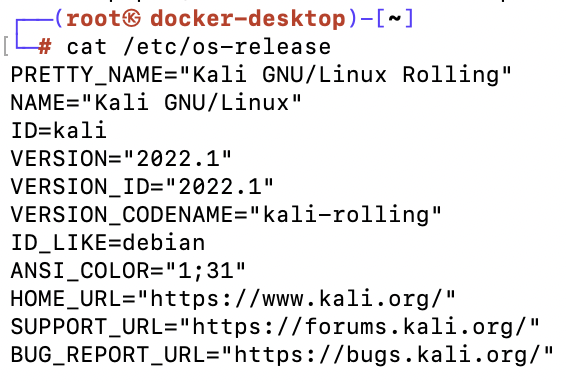 ┌──(root㉿ docker-desktop)-[~]
[└─# cat /etc/os-release
PRETTY_NAME="Kali GNU/Linux Rolling"
NAME="Kali GNU/Linux"
ID=kali
VERSION="2022.1"
VERSION_ID="2022.1"
VERSION_CODENAME="kali-rolling"
ID_LIKE=debian
ANSI_COLOR="1;31"
HOME_URL="https://www.kali.org/"
SUPPORT_URL="https://forums.kali.org/"
BUG_REPORT_URL="https://bugs.kali.org/"